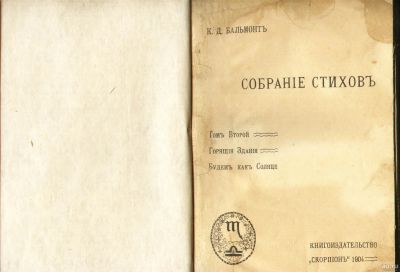 К. Д. БАЛЬМОНТЪ
СОБРАНІЕ СТИХОВЪ
Томъ Второй
Горящія Зданія
Будемъ какъ Солнце
КНИГОИЗДАТЕЛЬСТВО
„СКОРПІОНЪ" 1904